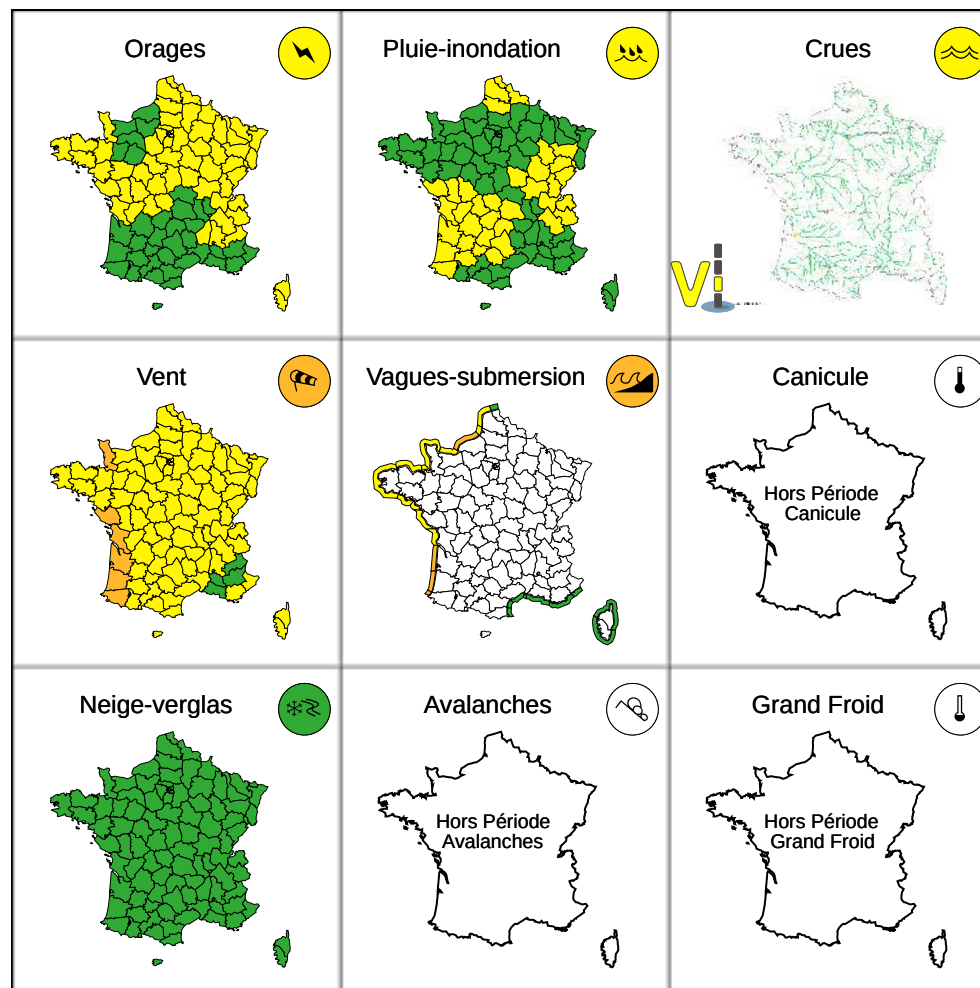 Orages
Pluie-inondation
Crues
Vi
Vent
Vagues-submersion
Canicule
Hors Période
Canicule
Neige-verglas
Avalanches
Grand Froid
Hors Période
Avalanches
Hors Période
Grand Froid